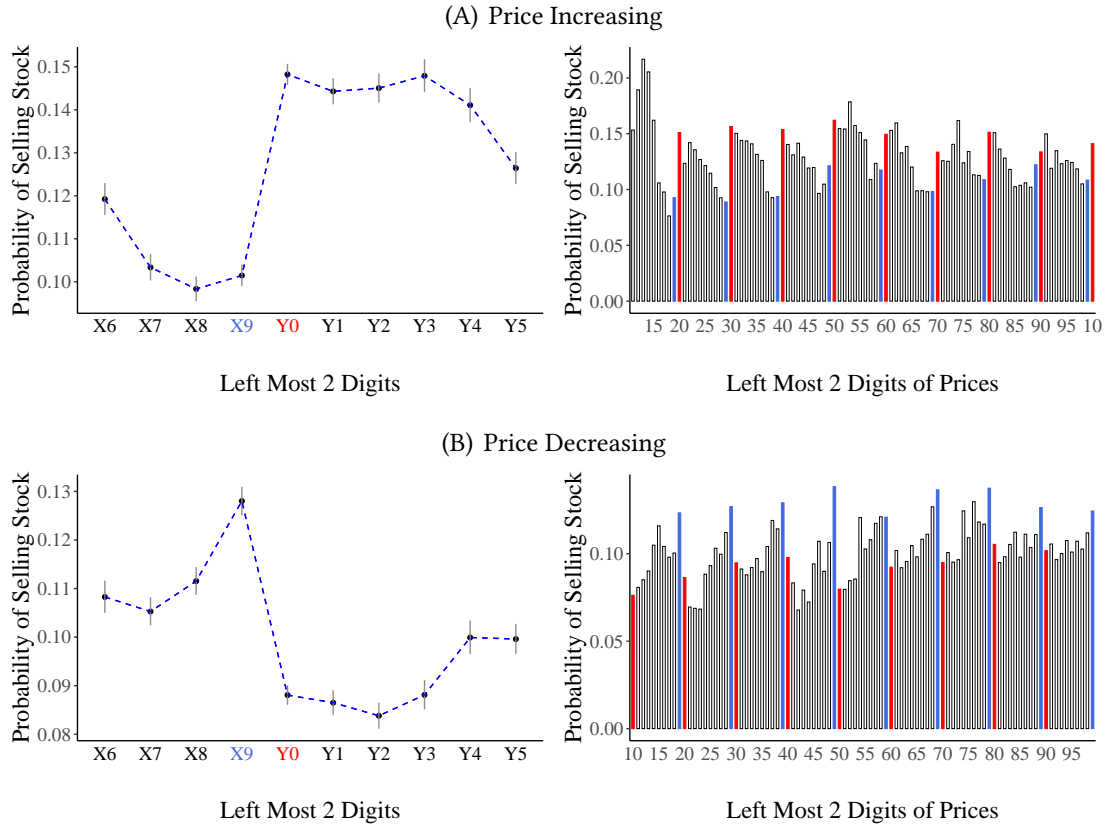 (A) Price Increasing
Probability of Selling Stock
0.15
0.14
0.13
0.12
0.11
0.10
X6 X7 X8 X9 Y0 Y1 Y2 Y3 Y4 Y5
Left Most 2 Digits
Probability of Selling Stock
0.20
0.15
0.10
0.05
0.00
15 20 25 30 35 40 45 50 55 60 65 70 75 80 85 90 95 10
Left Most 2 Digits of Prices
(B) Price Decreasing
Probability of Selling Stock
0.13
0.12
0.11
0.10
0.09
0.08
X6 X7 X8 X9 Y0 Y1 Y2 Y3 Y4 Y5
Left Most 2 Digits
Probability of Selling Stock
0.10
0.05
0.00
10 15 20 25 30 35 40 45 50 55 60 65 70 75 80 85 90 95
Left Most 2 Digits of Prices